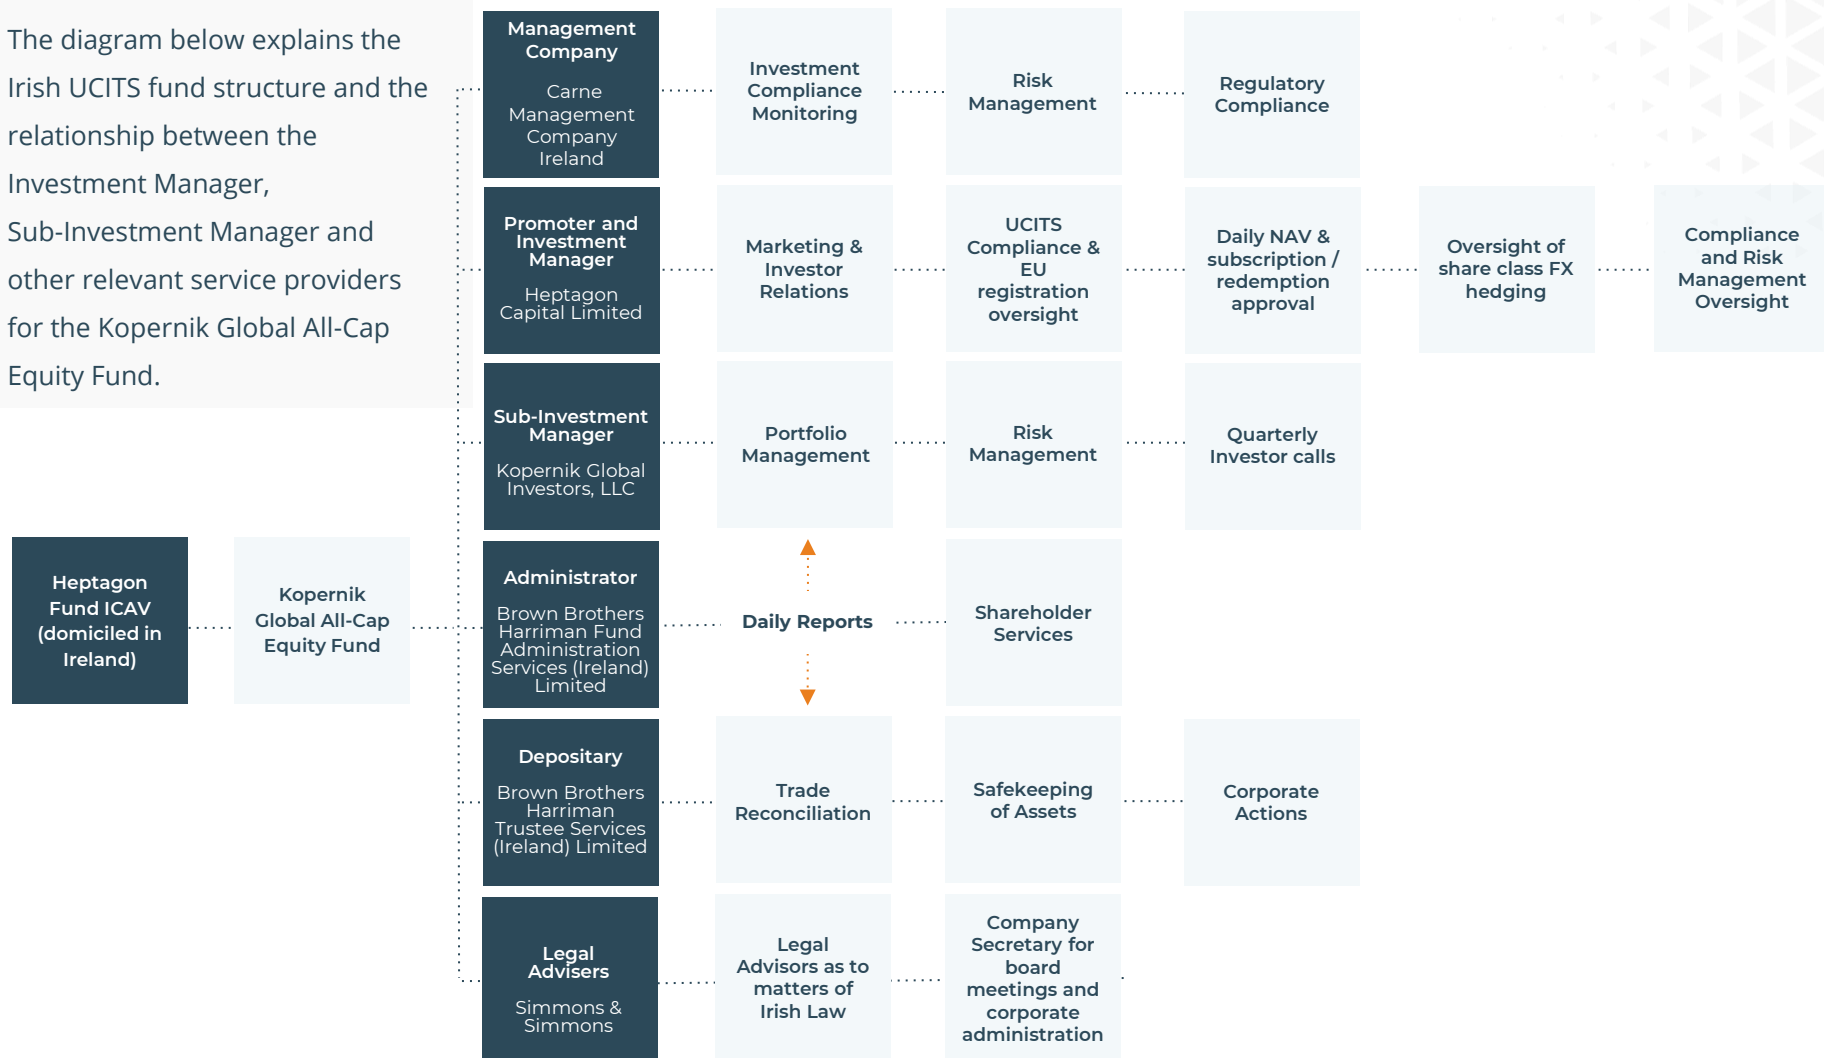 The diagram below explains the
Irish UCITS fund structure and the
relationship between the
Investment Manager,
Sub-Investment Manager and
other relevant service providers
for the Kopernik Global All-Cap
Equity Fund.
Heptagon
Fund ICAV
(domiciled in
Ireland)
Kopernik
Global All-Cap
Equity Fund
Management
Company
Carne
Management
Company
Ireland
Investment
Compliance
Monitoring
Risk
Management
Regulatory
Compliance
Promoter and
Investment
Manager
Heptagon
Capital Limited
Marketing &
Investor
Relations
UCITS
Compliance &
EU
registration
oversight
Daily NAV &
subscription /
redemption
approval
Oversight of
share class FX
hedging
Compliance
and Risk
Management
Oversight
Sub-Investment
Manager
Kopernik Global
Investors, LLC
Portfolio
Management
Risk
Management
Quarterly
Investor calls
Administrator
Brown Brothers
Harriman Fund
Administration
Services (Ireland)
Limited
Daily Reports
Shareholder
Services
Depositary
Brown Brothers
Harriman
Trustee Services
(Ireland) Limited
Trade
Reconciliation
Safekeeping
of Assets
Corporate
Actions
Legal
Advisers
Simmons &
Simmons
Legal
Advisors as to
matters of
Irish Law
Company
Secretary for
board
meetings and
corporate
administration